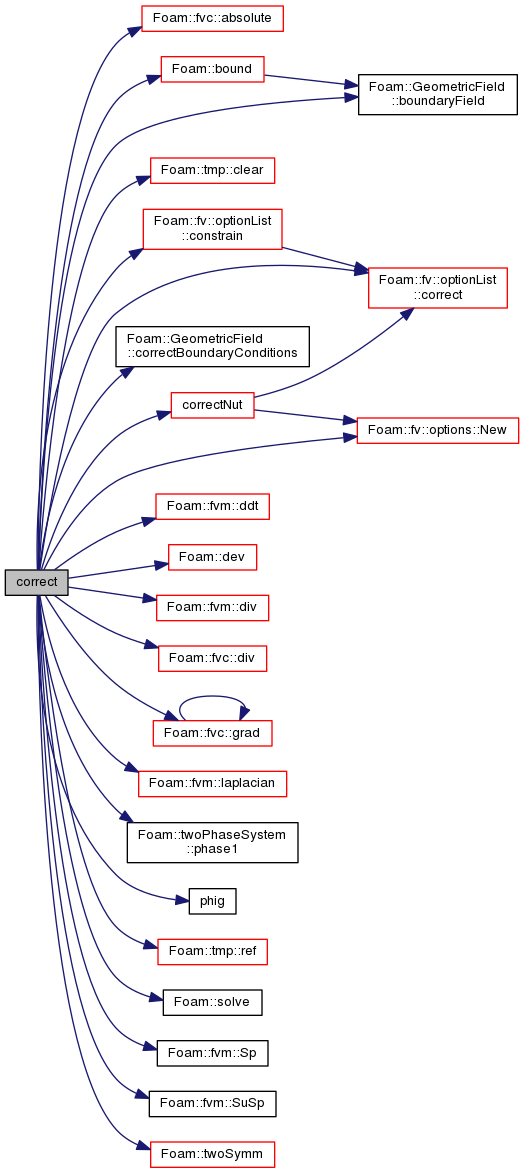 Foam::fvc::absolute
Foam::bound
Foam::GeometricField
::boundaryField
Foam::tmp::clear
Foam::fv::optionList
::constrain
Foam::fv::optionList
::correct
Foam::GeometricField
::correctBoundaryConditions
correctNut
Foam::fv::options::New
Foam::fvm::ddt
Foam::dev
correct
Foam::fvm::div
Foam::fvc::div
Foam::fvc::grad
Foam::fvm::laplacian
Foam::twoPhaseSystem
::phase1
phig
Foam::tmp::ref
Foam::solve
Foam::fvm::Sp
Foam::fvm::SuSp
Foam::twoSymm